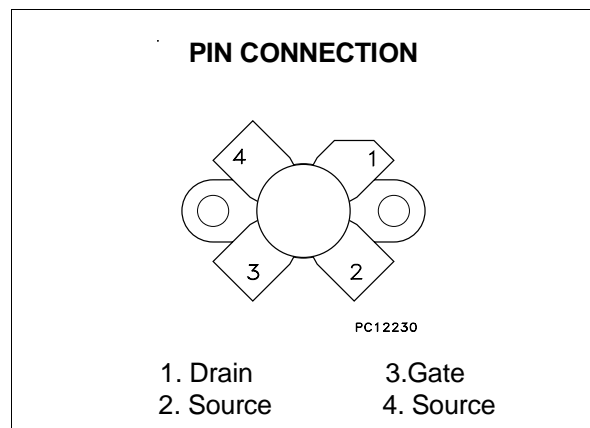 PIN CONNECTION
4
1
3
2
PC12230
1. Drain 3.Gate
2. Source 4. Source